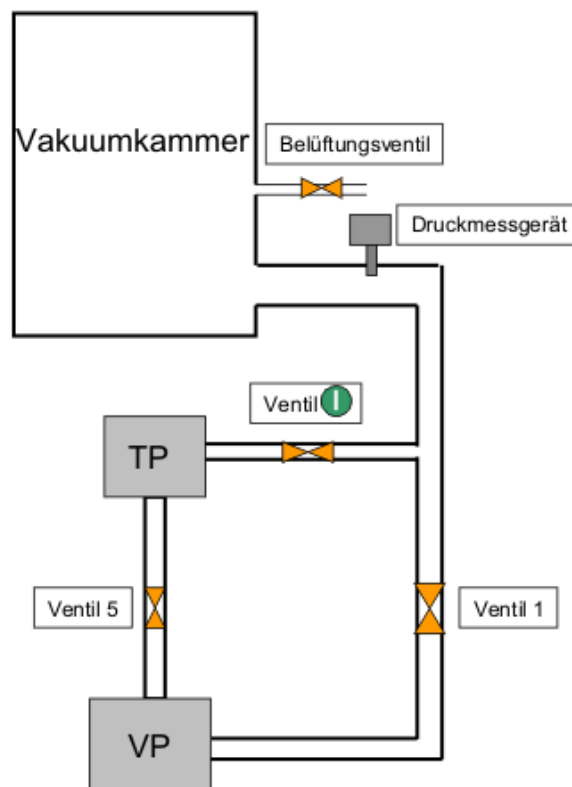 Vakuumkammer
Belüftungsventil
Druckmessgerät
Ventil I
TP
Ventil 5
Ventil 1
VP